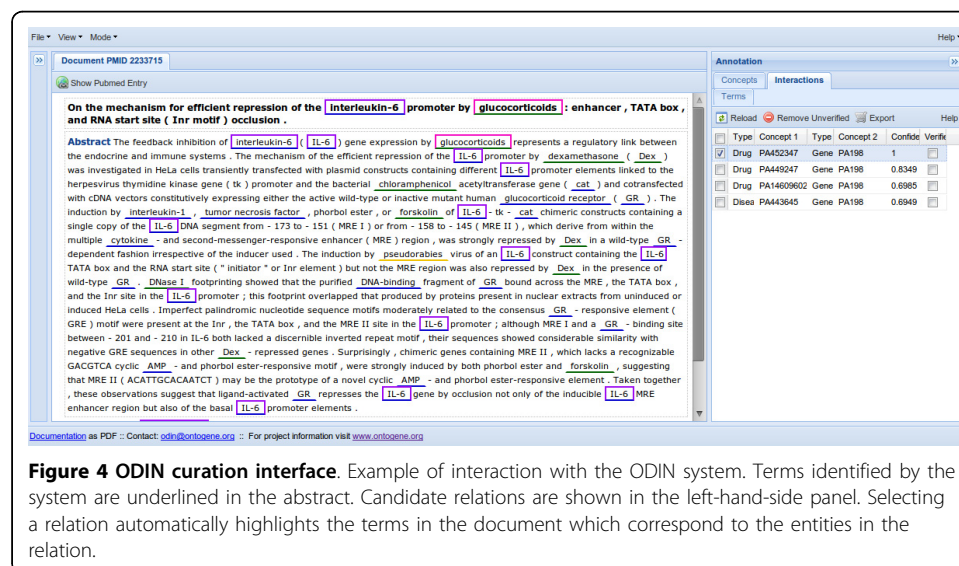 File View Mode Help
Document PMID 2233715
Show Pubmed Entry
On the mechanism for efficient repression of the interleukin-6 promoter by glucocorticoids : enhancer , TATA box ,
and RNA start site ( Inr motif ) occlusion .
Abstract The feedback inhibition of interleukin-6 ( IL-6 ) gene expression by glucocorticoids represents a regulatory link between
the endocrine and immune systems . The mechanism of the efficient repression of the IL-6 promoter by dexamethasone ( Dex )
was investigated in HeLa cells transiently transfected with plasmid constructs containing different IL-6 promoter elements linked to the
herpesvirus thymidine kinase gene ( tk ) promoter and the bacterial chloramphenicol acetyltransferase gene ( cat ) and cotransfected
with cDNA vectors constitutively expressing either the active wild-type or inactive mutant human glucocorticoid receptor ( GR ) . The
induction by interleukin-1 , tumor necrosis factor , phorbol ester , or forskolin of IL-6 - tk - cat chimeric constructs containing a
single copy of the IL-6 DNA segment from - 173 to - 151 ( MRE I ) or from - 158 to - 145 ( MRE II ) , which derive from within the
multiple cytokine - and second-messenger-responsive enhancer ( MRE ) region , was strongly repressed by Dex in a wild-type GR -
dependent fashion irrespective of the inducer used . The induction by pseudorabies virus of an IL-6 construct containing the IL-6
TATA box and the RNA start site ( " initiator " or Inr element ) but not the MRE region was also repressed by Dex in the presence of
wild-type GR . DNase I footprinting showed that the purified DNA-binding fragment of GR bound across the MRE , the TATA box ,
and the Inr site in the IL-6 promoter ; this footprint overlapped that produced by proteins present in nuclear extracts from uninduced or
induced HeLa cells . Imperfect palindromic nucleotide sequence motifs moderately related to the consensus GR - responsive element (
GRE ) motif were present at the Inr , the TATA box , and the MRE II site in the IL-6 promoter ; although MRE I and a GR - binding site
between - 201 and - 210 in IL-6 both lacked a discernible inverted repeat motif , their sequences showed considerable similarity with
negative GRE sequences in other Dex - repressed genes . Surprisingly , chimeric genes containing MRE II , which lacks a recognizable
GACGTCA cyclic AMP - and phorbol ester-responsive motif , were strongly induced by both phorbol ester and forskolin , suggesting
that MRE II ( ACATTGCACAATCT ) may be the prototype of a novel cyclic AMP - and phorbol ester-responsive element . Taken together
, these observations suggest that ligand-activated GR represses the IL-6 gene by occlusion not only of the inducible IL-6 MRE
enhancer region but also of the basal IL-6 promoter elements .
Annotation
Concepts Interactions
Terms
Reload Remove Unverified Export Help
Type Concept 1 Type Concept 2 Confide Verifie
Drug PA452347 Gene PA198 1
Drug PA449247 Gene PA198 0.8349
Drug PA14609602 Gene PA198 0.6985
Disea PA443645 Gene PA198 0.6949
Documentation as PDF :: Contact: odin@ontogene.org :: For project information visit www.ontogene.org
Figure 4 ODIN curation interface. Example of interaction with the ODIN system. Terms identified by the
system are underlined in the abstract. Candidate relations are shown in the left-hand-side panel. Selecting
a relation automatically highlights the terms in the document which correspond to the entities in the
relation.